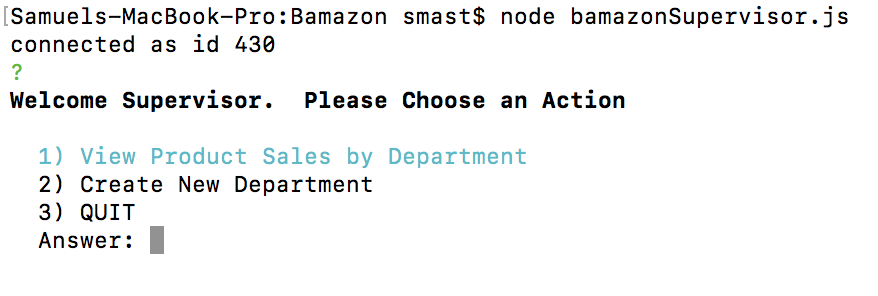 [Samuels-MacBook-Pro:Bamazon smast$ node bamazonSupervisor.js
connected as id 430
?
Welcome Supervisor.  Please Choose an Action
1) View Product Sales by Department
2) Create New Department
3) QUIT
Answer: